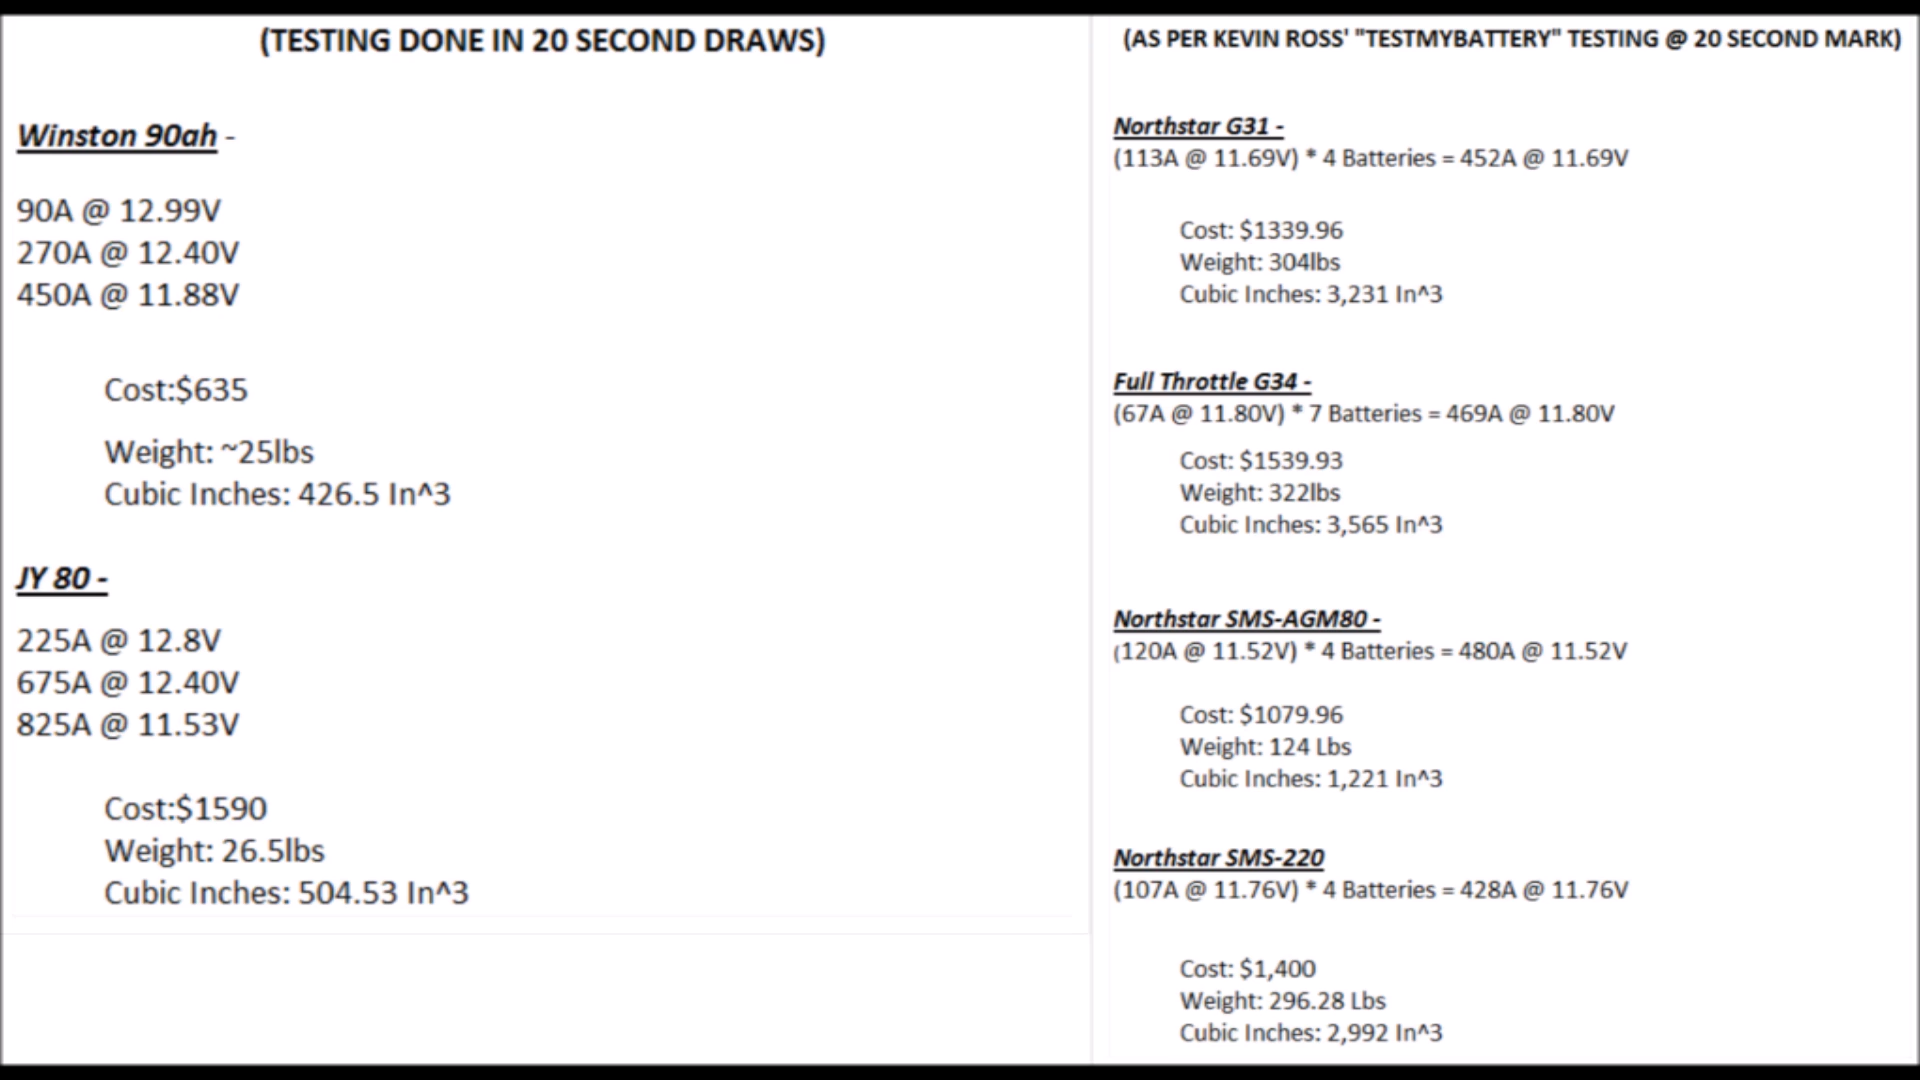 (TESTING DONE IN 20 SECOND DRAWS)
Winston 90ah -
90A @ 12.99V
270A @ 12.40V
450A @ 11.88V
Cost:$635
Weight: ~25lbs
Cubic Inches: 426.5 In^3
JY 80 -
225A @ 12.8V
675A @ 12.40V
825A @ 11.53V
Cost:$1590
Weight: 26.5lbs
Cubic Inches: 504.53 In^3
(AS PER KEVIN ROSS' "TESTMYBATTERY" TESTING @ 20 SECOND MARK)
Northstar G31 -
(113A @ 11.69V) * 4 Batteries = 452A @ 11.69V
Cost: $1339.96
Weight: 304lbs
Cubic Inches: 3,231 In^3
Full Throttle G34 -
(67A @ 11.80V) * 7 Batteries = 469A @ 11.80V
Cost: $1539.93
Weight: 322lbs
Cubic Inches: 3,565 In^3
Northstar SMS-AGM80 -
(120A @ 11.52V) * 4 Batteries = 480A @ 11.52V
Cost: $1079.96
Weight: 124 Lbs
Cubic Inches: 1,221 In^3
Northstar SMS-220
(107A @ 11.76V) * 4 Batteries = 428A @ 11.76V
Cost: $1,400
Weight: 296.28 Lbs
Cubic Inches: 2,992 In^3